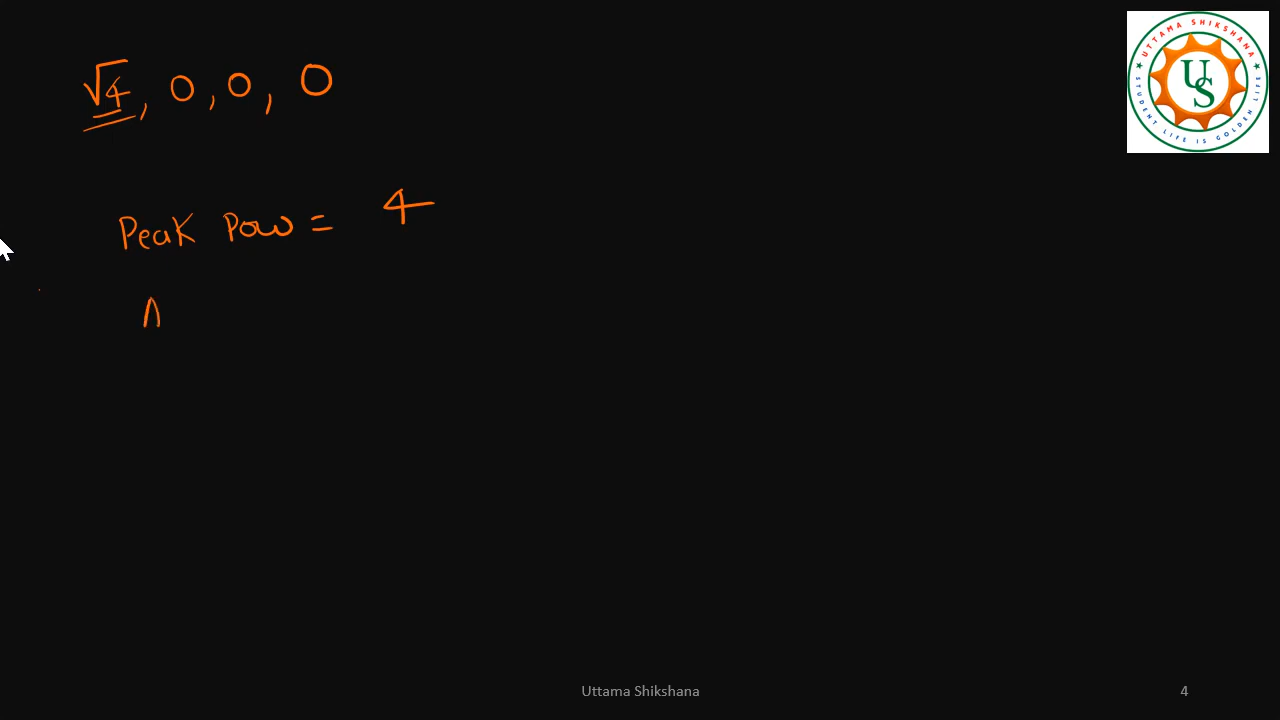 √4, 0, 0, 0
Peak Pow = 4
Λ
UTTAMA SHIKSHANA
US
STUDENT LIFE IS GOLDEN LIFE
Uttama Shikshana
4